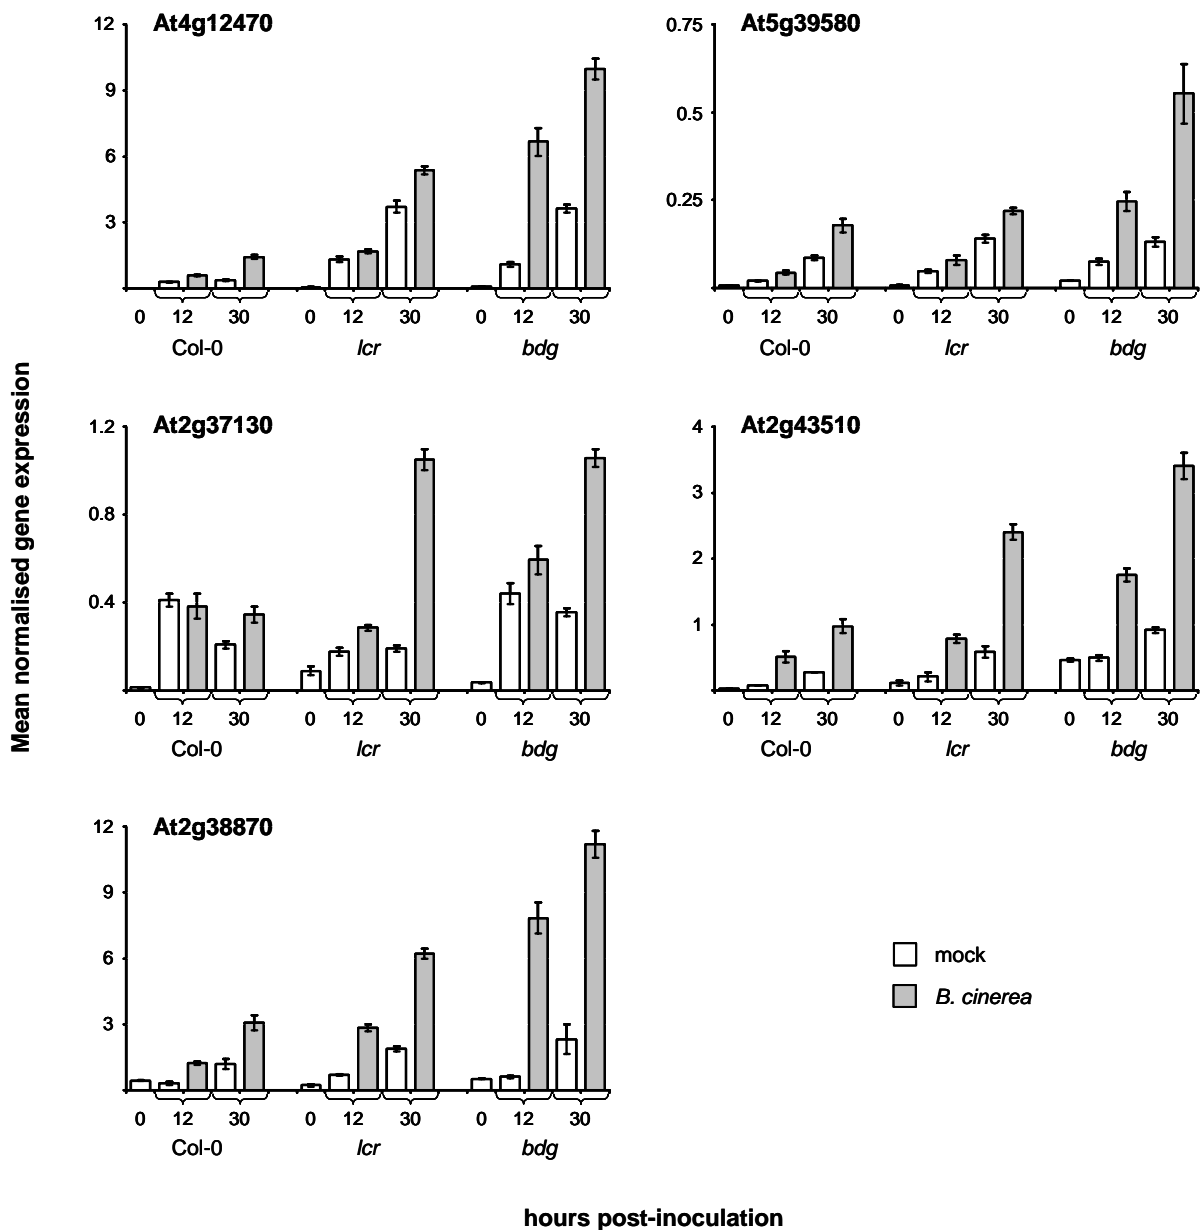 At4g12470
12
9
6
3
0 12 30 0 12 30 0 12 30
Col-0 lcr bdg
At5g39580
0.75
0.5
0.25
0 12 30 0 12 30 0 12 30
Col-0 lcr bdg
Mean normalised gene expression
At2g37130
1.2
0.8
0.4
0 12 30 0 12 30 0 12 30
Col-0 lcr bdg
At2g43510
4
3
2
1
0 12 30 0 12 30 0 12 30
Col-0 lcr bdg
At2g38870
12
9
6
3
0 12 30 0 12 30 0 12 30
Col-0 lcr bdg
mock
B. cinerea
hours post-inoculation